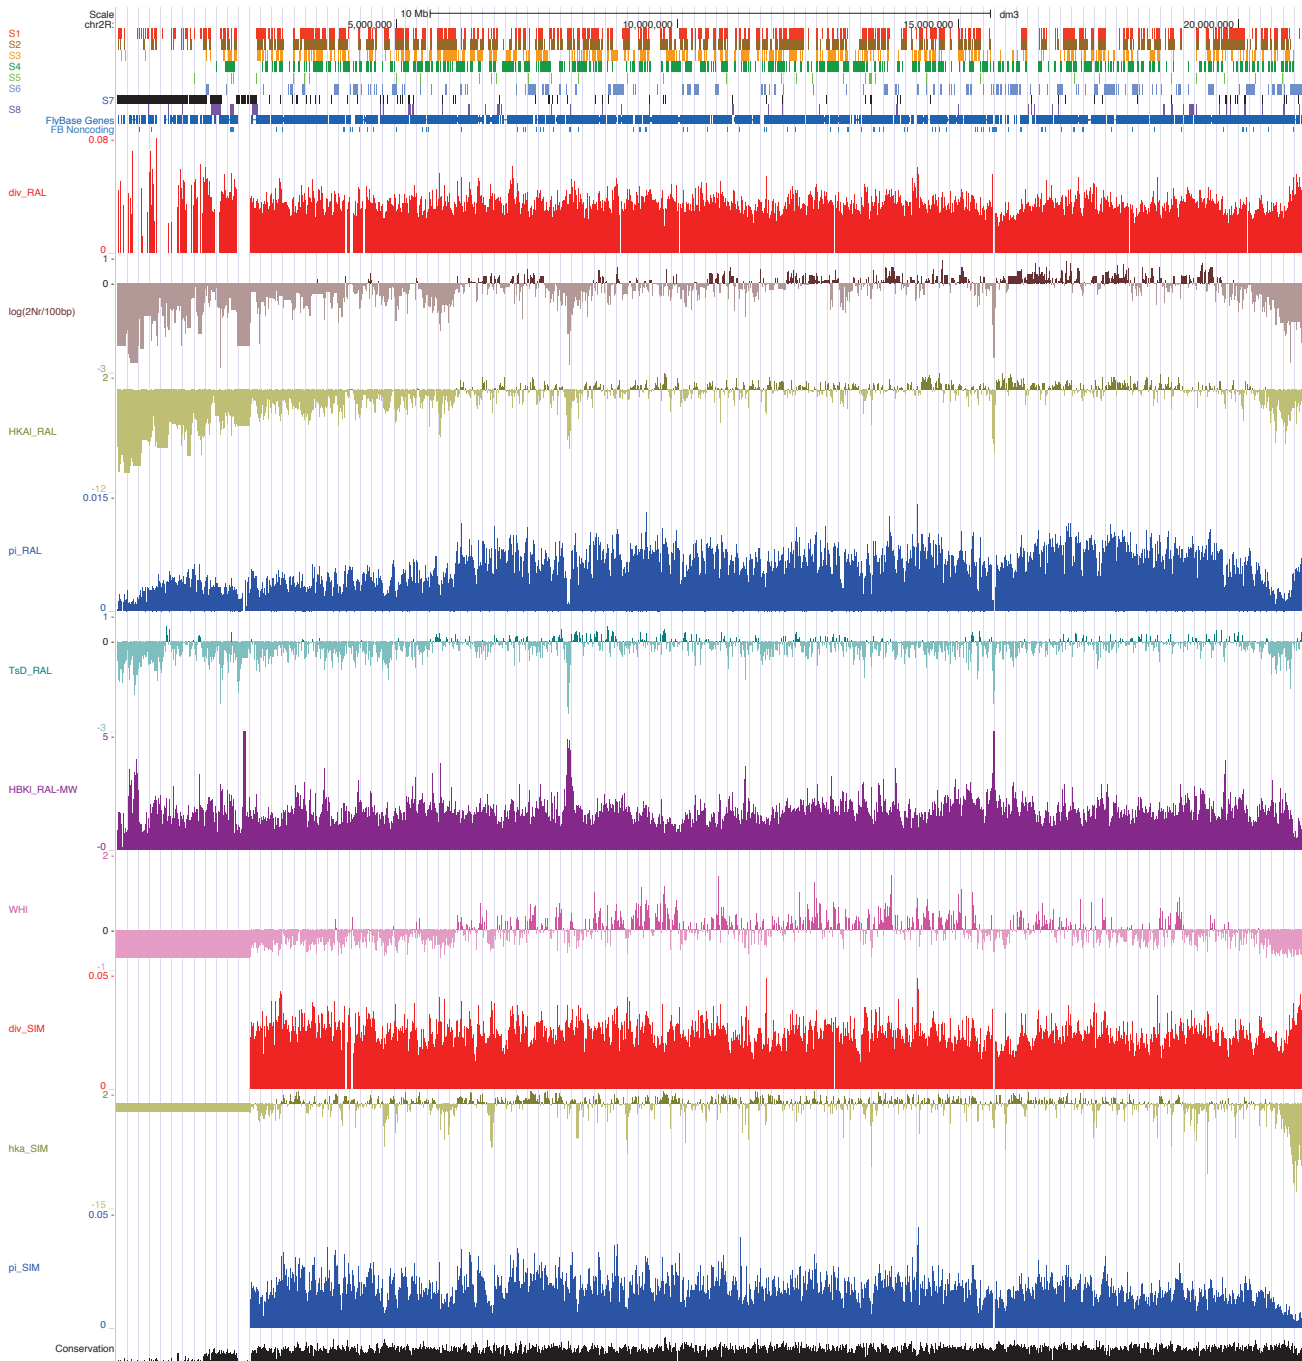 Scale 10 Mb dm3
chr2R: 5,000,000 10,000,000 15,000,000 20,000,000
S1
S2
S3
S4
S5
S6
S7
S8
FlyBase Genes
FB Noncoding
0.08 -
div_RAL
0 _
1 -
0 -
log(2Nr/100bp)
-3 _
2 -
HKAl_RAL
-12 _
0.015 -
pi_RAL
0 _
1 -
0 -
TsD_RAL
-3 _
5 -
HBKl_RAL-MW
-0 _
2 -
WHI
0 -
-1 _
0.05 -
div_SIM
0 _
2 -
hka_SIM
-15 _
0.05 -
pi_SIM
0 _
Conservation